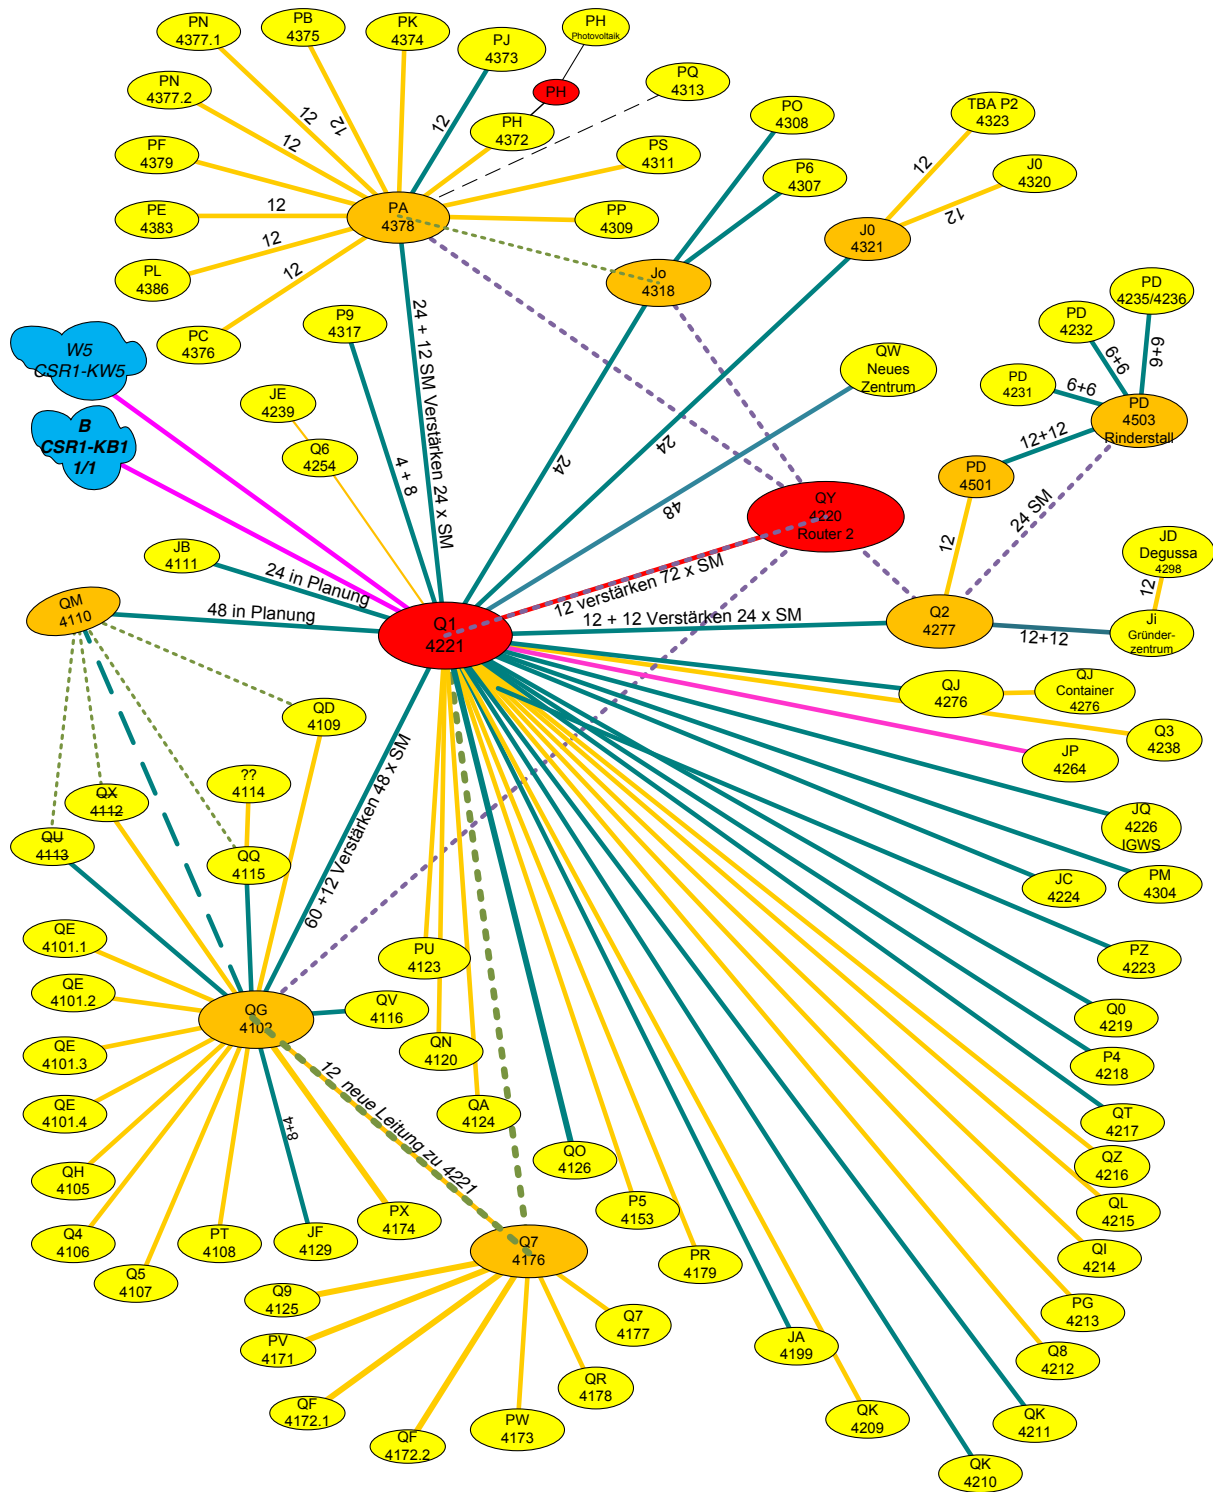 PN
4377.1
PB
4375
PK
4374
PJ
4373
PH
Photovoltaik
PH
PQ
4313
PN
4377.2
PH
4372
PO
4308
TBA P2
4323
PF
4379
PS
4311
P6
4307
J0
4320
PE
4383
PA
4378
PP
4309
J0
4321
PL
4386
Jo
4318
PC
4376
12
12
12
12
12
12
12
12
12
P9
4317
PD
4235/4236
PD
4232
PD
4231
PD
4503
Rinderstall
6+6
6+6
6+6
12+12
W5
CSR1-KW5
B
CSR1-KB1
1/1
JE
4239
Q6
4254
QW
Neues
Zentrum
24 + 12 SM Verstärken 24 x SM
4 + 8
24
24
48
PD
4501
QY
4220
Router 2
24 SM
12
JB
4111
24 in Planung
JD
Degussa
4298
12
QM
4110
48 in Planung
Q1
4221
12 verstärken 72 x SM
12 + 12 Verstärken 24 x SM
Q2
4277
12+12
Ji
Gründer-
zentrum
QJ
4276
QJ
Container
4276
Q3
4238
JP
4264
QD
4109
??
4114
QX
4112
QU
4113
QQ
4115
60 +12 Verstärken 48 x SM
JQ
4226
IGWS
JC
4224
PM
4304
QE
4101.1
PU
4123
PZ
4223
QE
4101.2
QG
4102
QV
4116
Q0
4219
QE
4101.3
QN
4120
P4
4218
QE
4101.4
QA
4124
QT
4217
8+4
12 neue Leitung zu 4221
QO
4126
QZ
4216
QH
4105
QL
4215
Q4
4106
PT
4108
JF
4129
PX
4174
P5
4153
QI
4214
Q5
4107
Q7
4176
PR
4179
Q9
4125
PG
4213
Q7
4177
PV
4171
JA
4199
Q8
4212
QR
4178
QF
4172.1
PW
4173
QF
4172.2
QK
4209
QK
4211
QK
4210